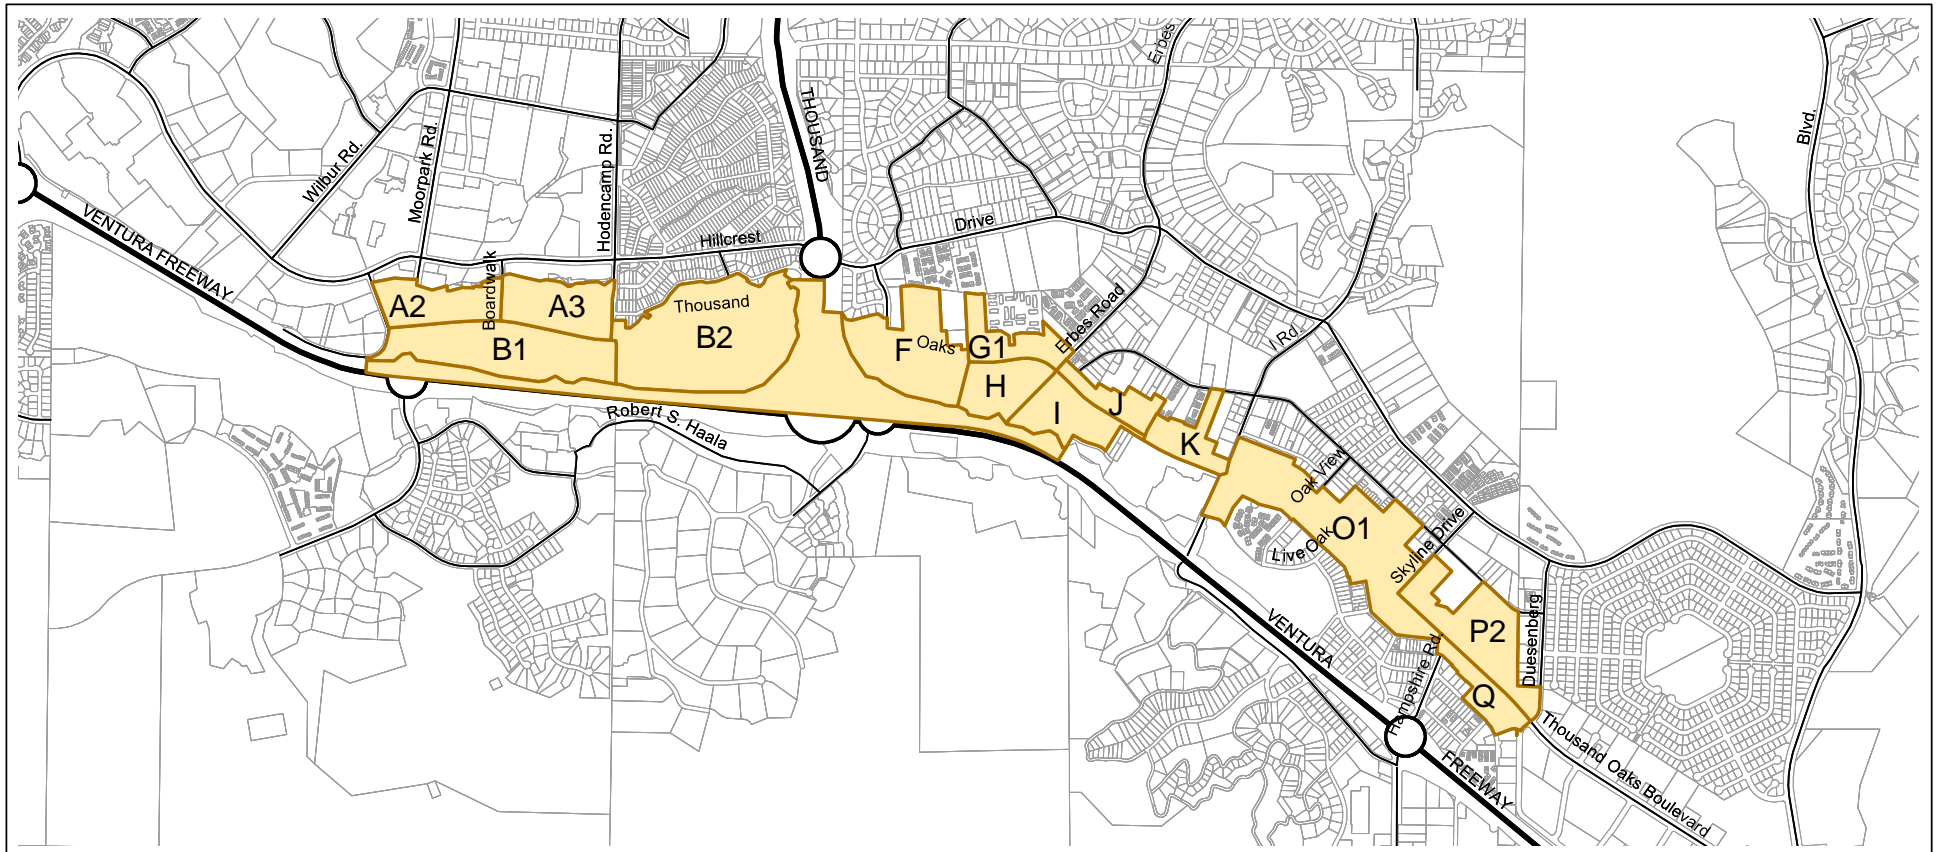 Erbes
THOUSAND
Blvd.
Wilbur Rd.
Moorpark Rd.
Hodencamp Rd.
VENTURA FREEWAY
Hillcrest
Drive
Boardwalk
A2
A3
Thousand
B1
B2
F
Oaks
G1
Erbes Road
l Rd.
H
I
J
K
Robert S. Haala
Oak View
O1
Live Oak
Skyline Drive
VENTURA
P2
Duesenberg
Hampshire Rd
Q
Thousand Oaks Boulevard
FREEWAY